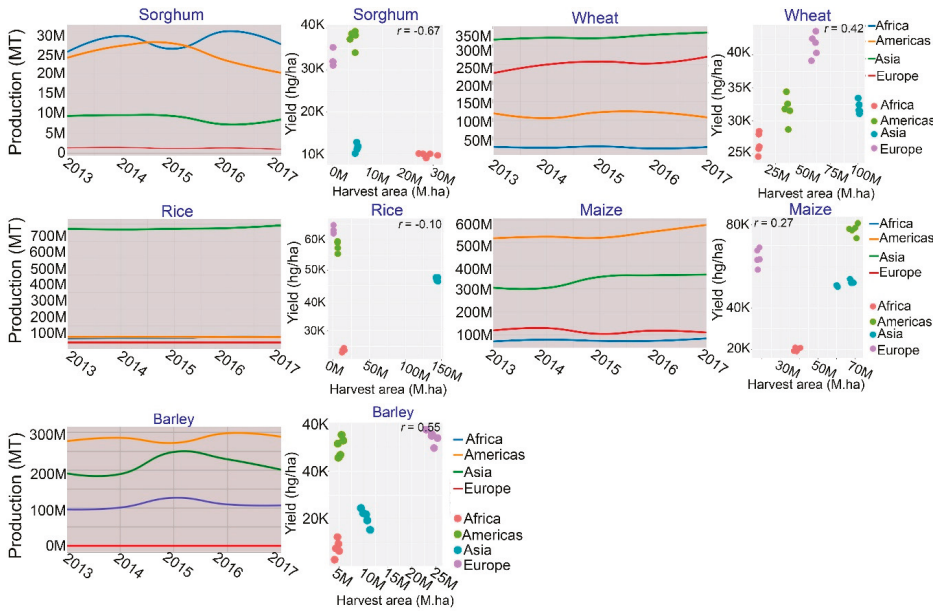 Sorghum
Production (MT)
30M
25M
20M
15M
10M
5M
0
2013
2014
2015
2016
2017
Sorghum
r = -0.67
Yield (hg/ha)
40K
30K
20K
10K
0M
10M
20M
30M
Harvest area (M.ha)
Wheat
350M
300M
250M
200M
150M
100M
50M
2013
2014
2015
2016
2017
Wheat
r = 0.42
Yield (hg/ha)
40K
35K
30K
25K
25M
50M
75M
100M
Harvest area (M.ha)
Africa
Americas
Asia
Europe
Africa
Americas
Asia
Europe
Rice
Production (MT)
700M
600M
500M
400M
300M
200M
100M
2013
2014
2015
2016
2017
Rice
r = -0.10
Yield (hg/ha)
60K
50K
40K
30K
0M
50M
100M
150M
Harvest area (M.ha)
Maize
600M
500M
400M
300M
200M
100M
2013
2014
2015
2016
2017
Maize
r = 0.27
Yield (hg/ha)
80K
60K
40K
20K
30M
50M
70M
Harvest area (M.ha)
Africa
Americas
Asia
Europe
Africa
Americas
Asia
Europe
Barley
Production (MT)
300M
200M
100M
0M
2013
2014
2015
2016
2017
Barley
r = 0.55
Yield (hg/ha)
40K
40K
20K
5M
10M
15M
20M
25M
Harvest area (M.ha)
Africa
Americas
Asia
Europe
Africa
Americas
Asia
Europe